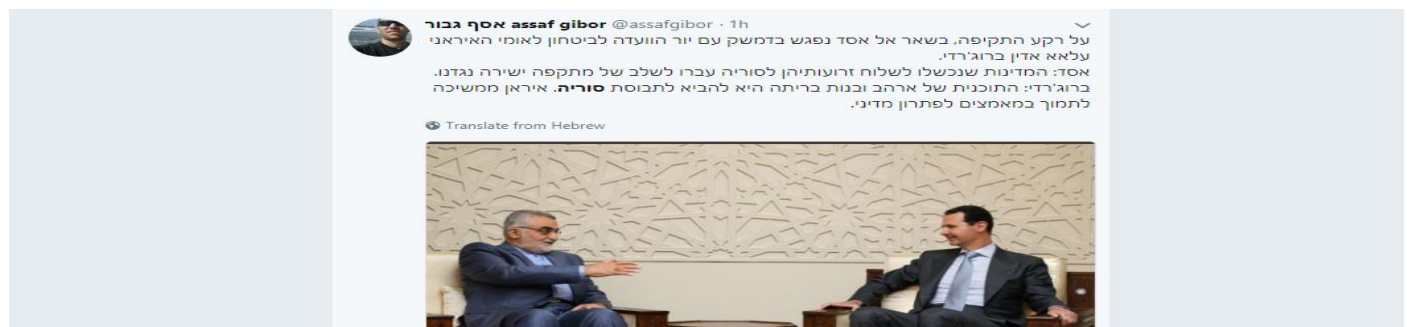 אסף גבור assaf gibor @assafgibor · 1h
על רקע התקיפה, בשאר אל אסד נפגש בדמשק עם יור הוועדה לביטחון לאומי האיראני
עלאא אדין ברוג'רדי.
אסד: המדינות שנכשלו לשלוח זרועותיהן לסוריה עברו לשלב של מתקפה ישירה נגדנו.
ברוג'רדי: התוכנית של ארהב ובנות בריתה היא להביא לתבוסת סוריה. איראן ממשיכה
לתמוך במאמצים לפתרון מדיני.
Translate from Hebrew